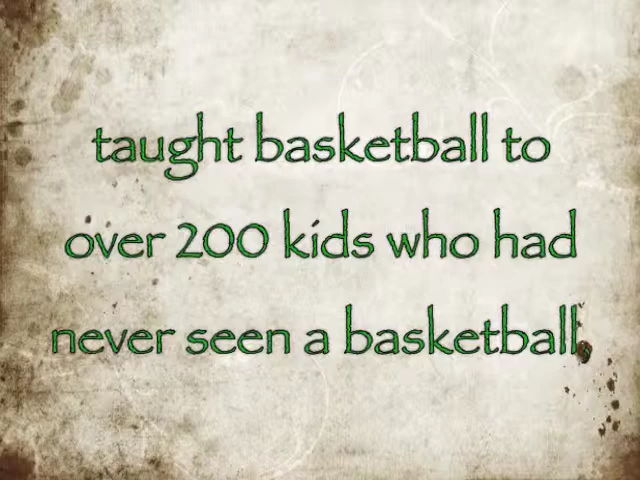 taught basketball to
over 200 kids who had
never seen a basketball